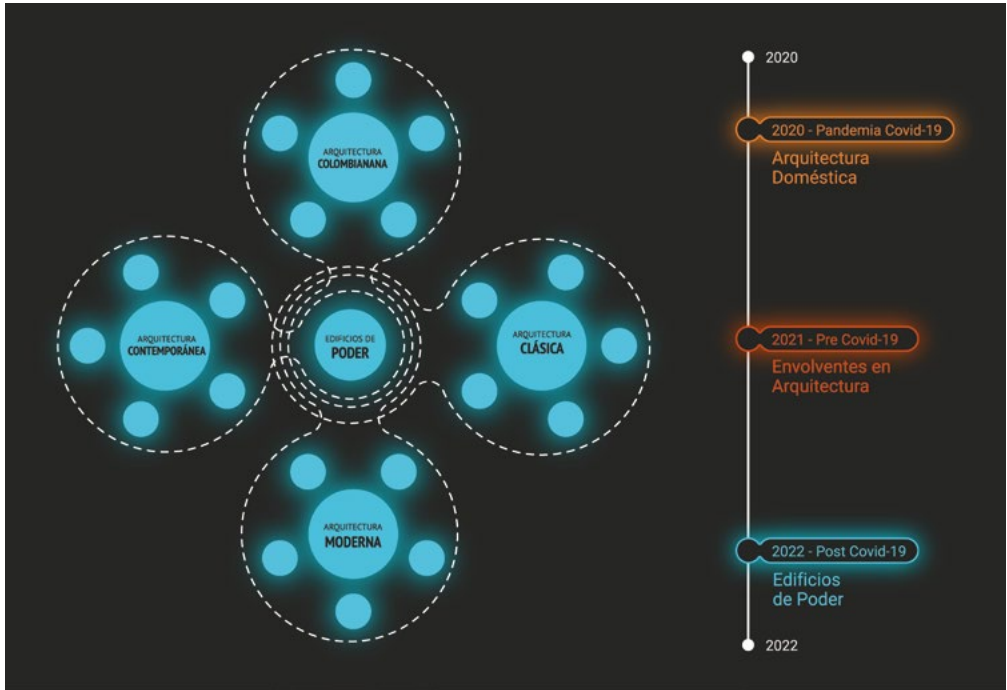 ARQUITECTURA
COLOMBIANANA
ARQUITECTURA
CONTEMPORÁNEA
EDIFICIOS DE
PODER
ARQUITECTURA
CLÁSICA
ARQUITECTURA
MODERNA
2020
2020 - Pandemia Covid-19
Arquitectura
Doméstica
2021 - Pre Covid-19
Envolventes en
Arquitectura
2022 - Post Covid-19
Edificios
de Poder
2022